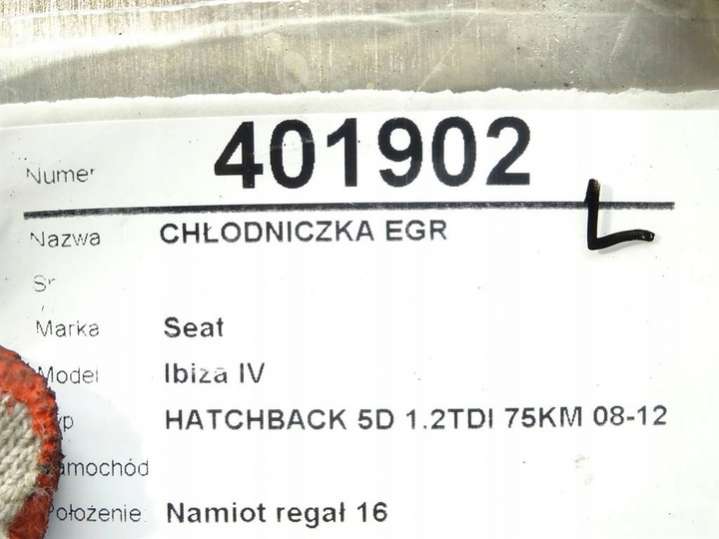 Numer 401902
L
Nazwa CHŁODNICZKA EGR
Marka Seat
Model Ibiza IV
HATCHBACK 5D 1.2TDI 75KM 08-12
Samochód
Położenie: Namiot regał 16